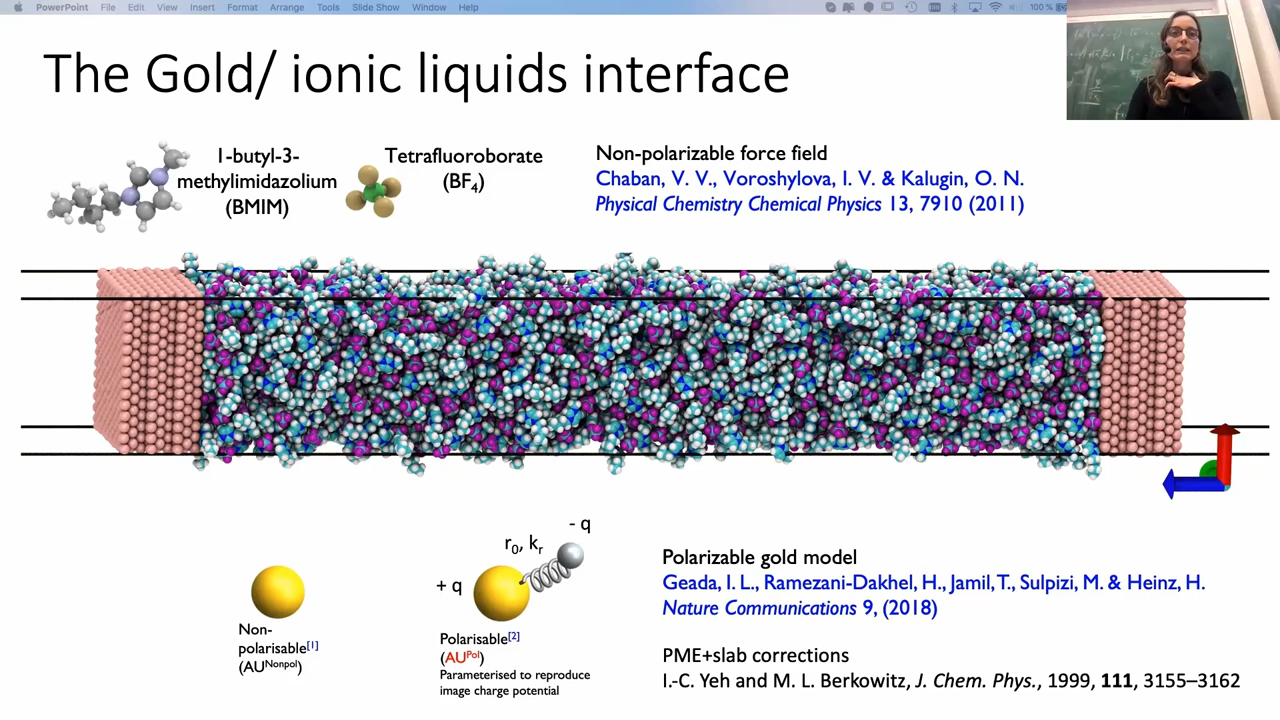 PowerPoint File Edit View Insert Format Arrange Tools Slide Show Window Help 100 %
The Gold/ ionic liquids interface
1-butyl-3-
methylimidazolium
(BMIM)
Tetrafluoroborate
(BF4)
Non-polarizable force field
Chaban, V. V., Voroshylova, I. V. & Kalugin, O. N.
Physical Chemistry Chemical Physics 13, 7910 (2011)
- q
r0, kr
+ q
Non-
polarisable[1]
(AUNonpol)
Polarisable[2]
(AUPol)
Parameterised to reproduce
image charge potential
Polarizable gold model
Geada, I. L., Ramezani-Dakhel, H., Jamil, T., Sulpizi, M. & Heinz, H.
Nature Communications 9, (2018)
PME+slab corrections
I.-C. Yeh and M. L. Berkowitz, J. Chem. Phys., 1999, 111, 3155–3162